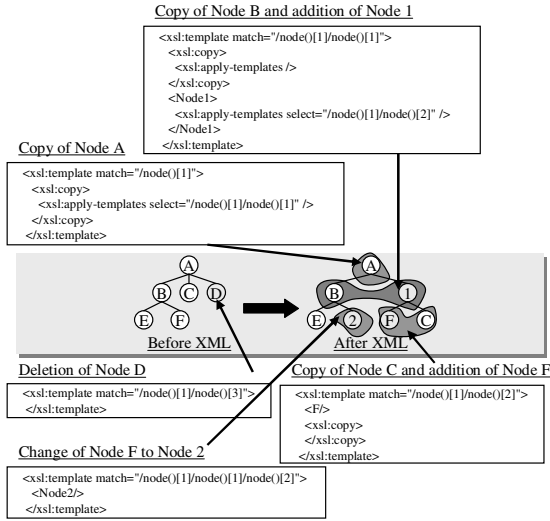 Copy of Node B and addition of Node 1
<xsl:template match="/node()[1]/node()[1]">
<xsl:copy>
<xsl:apply-templates />
</xsl:copy>
<Node1>
<xsl:apply-templates select="/node()[1]/node()[2]" />
</Node1>
</xsl:template>
Copy of Node A
<xsl:template match="/node()[1]">
<xsl:copy>
<xsl:apply-templates select="/node()[1]/node()[1]" />
</xsl:copy>
</xsl:template>
A
B C D
E F
Before XML
A
B 1
E 2 F C
After XML
Deletion of Node D
<xsl:template match="/node()[1]/node()[3]">
</xsl:template>
Copy of Node C and addition of Node F
<xsl:template match="/node()[1]/node()[2]">
<F/>
<xsl:copy>
</xsl:copy>
</xsl:template>
Change of Node F to Node 2
<xsl:template match="/node()[1]/node()[1]/node()[2]">
<Node2/>
</xsl:template>